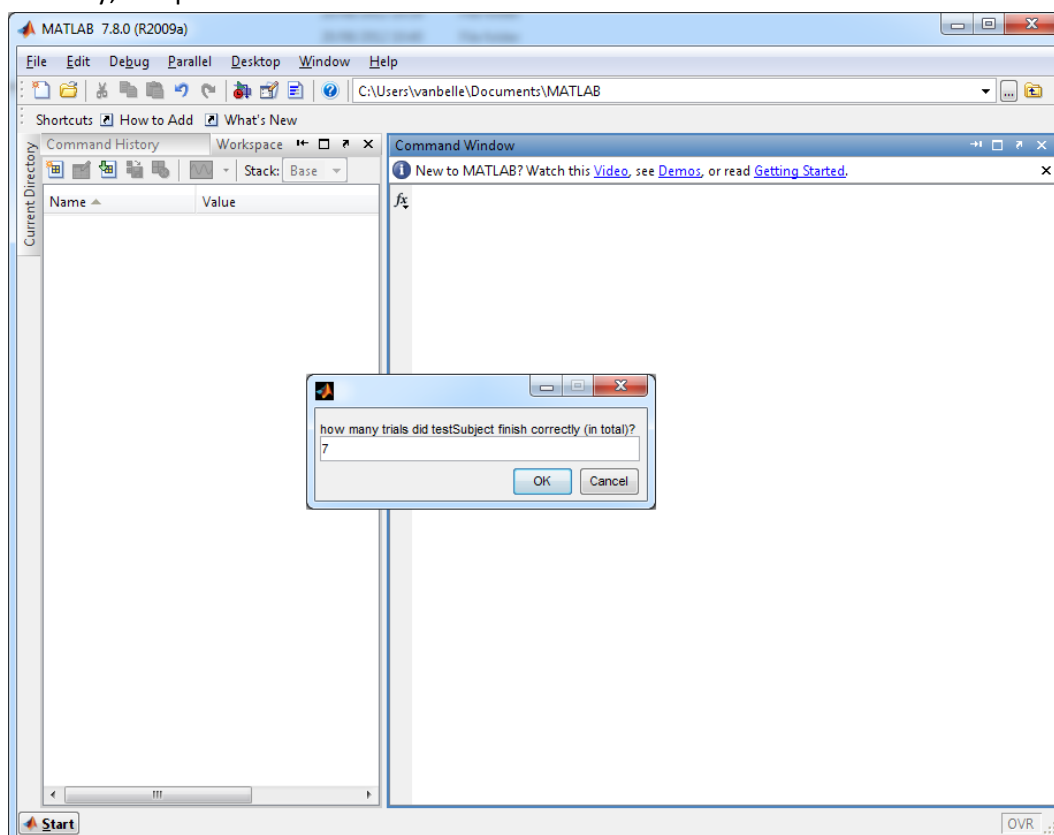 MATLAB 7.8.0 (R2009a)
File Edit Debug Parallel Desktop Window Help
C:\Users\vanbelle\Documents\MATLAB
Shortcuts How to Add What's New
Current Directory
Command History Workspace
Stack: Base
Name Value
Command Window
New to MATLAB? Watch this Video, see Demos, or read Getting Started.
fx
how many trials did testSubject finish correctly (in total)?
7
OK Cancel
Start
OVR